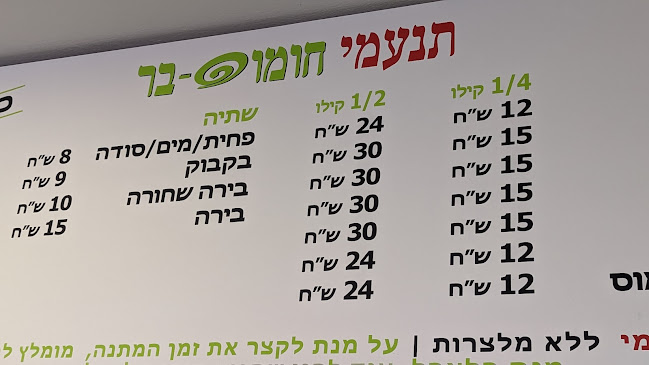 תנעמי חומוס-בר
1/4 קילו 1/2 קילו שתיה
12 ש״ח 24 ש״ח פחית/מים/סודה 8 ש״ח
15 ש״ח 30 ש״ח בקבוק 9 ש״ח
15 ש״ח 30 ש״ח בירה שחורה 10 ש״ח
15 ש״ח 30 ש״ח בירה 15 ש״ח
15 ש״ח 30 ש״ח
12 ש״ח 24 ש״ח
12 ש״ח 24 ש״ח
מוס
מי ללא מלצרות | על מנת לקצר את זמן המתנה, מומלץ ל